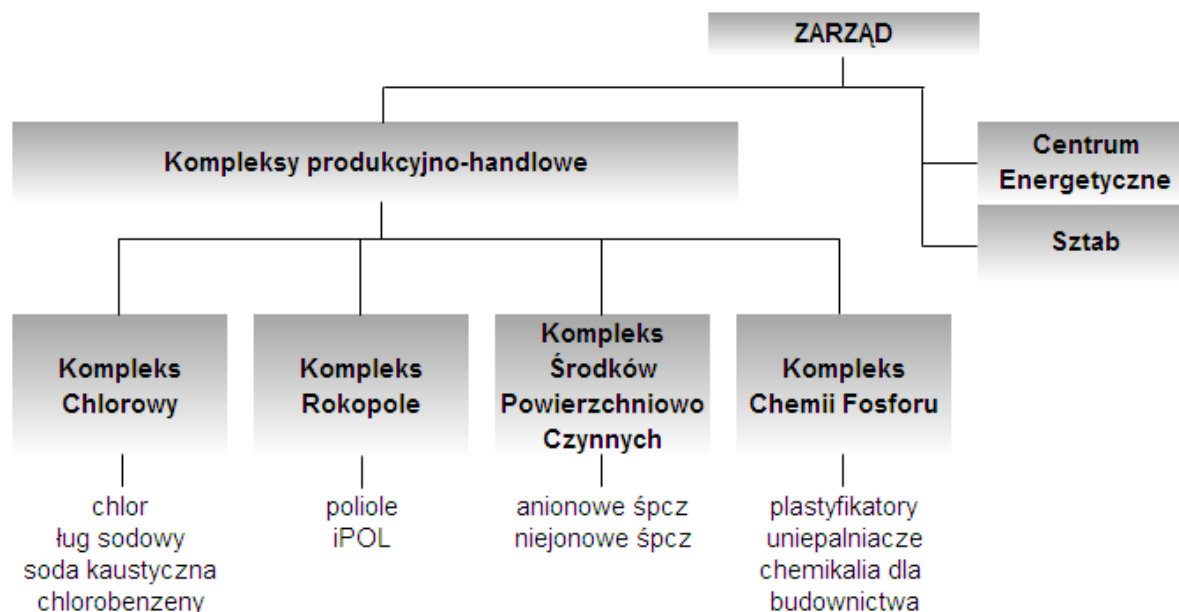 ZARZĄD
Kompleksy produkcyjno-handlowe
Centrum
Energetyczne
Sztab
Kompleks
Chlorowy
Kompleks
Rokopole
Kompleks
Środków
Powierzchniowo
Czynnych
Kompleks
Chemii Fosforu
chlor
ług sodowy
soda kaustyczna
chlorobenzeny
poliole
iPOL
anionowe śpcz
niejonowe śpcz
plastyfikatory
uniepalniacze
chemikalia dla
budownictwa